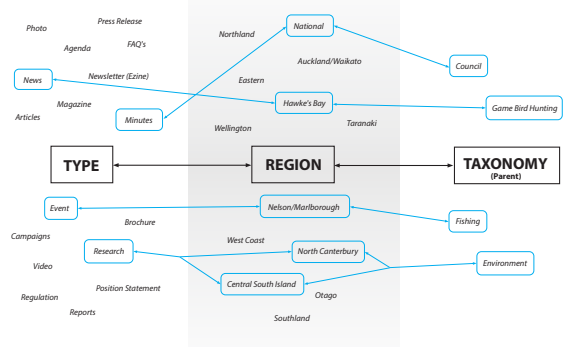 Photo
Press Release
Northland
National
Agenda
FAQ's
Auckland/Waikato
Council
News
Newsletter (Ezine)
Eastern
Magazine
Hawke's Bay
Game Bird Hunting
Articles
Minutes
Wellington
Taranaki
TYPE
REGION
TAXONOMY
(Parent)
Event
Nelson/Marlborough
Brochure
Fishing
Campaigns
Research
West Coast
North Canterbury
Environment
Video
Position Statement
Central South Island
Regulation
Otago
Reports
Southland